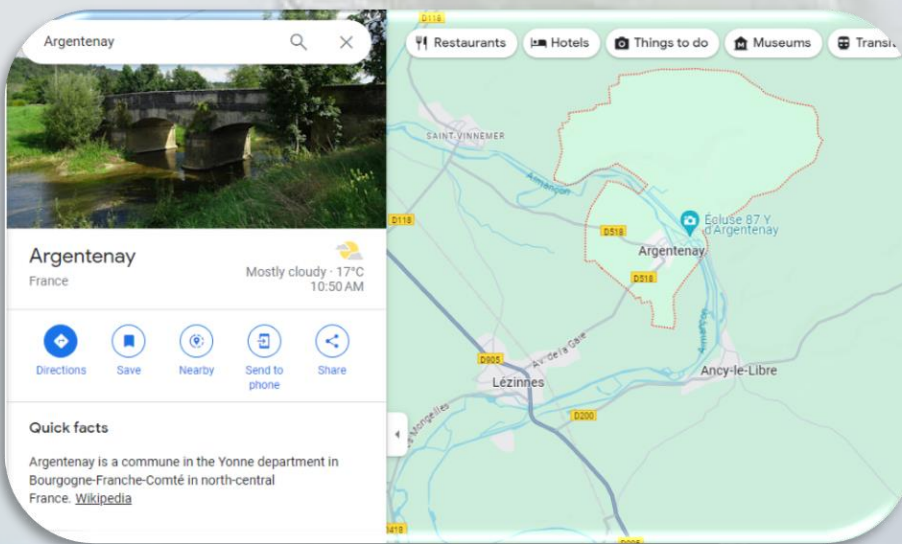 Argentenay
Argentenay
France
Mostly cloudy · 17°C
10:50 AM
Directions
Save
Nearby
Send to
phone
Share
Quick facts
Argentenay is a commune in the Yonne department in
Bourgogne-Franche-Comté in north-central
France. Wikipedia
Restaurants
Hotels
Things to do
Museums
D118
SAINT-VINNEMER
Armançon
D118
Écluse 87 Y
d'Argentenay
D518
Argentenay
D518
Armançon
D905
Av. de la Gare
Lézinnes
Ancy-le-Libre
D200
D905